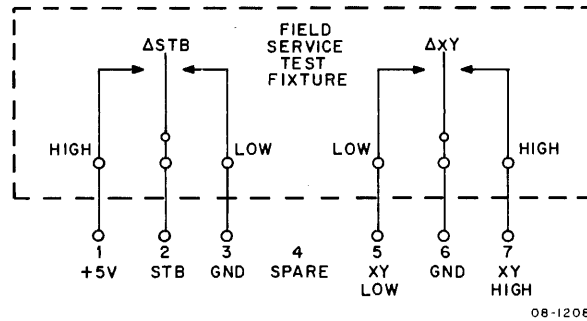 FIELD
SERVICE
TEST
FIXTURE
ΔSTB
ΔXY
HIGH
LOW
LOW
HIGH
1 2 3 4 5 6 7
+5V STB GND SPARE XY GND XY
LOW HIGH
08-1208